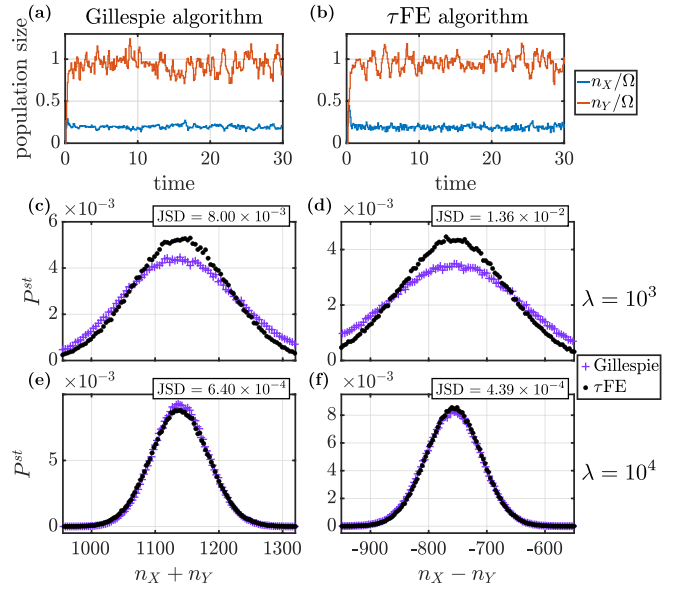 (a) Gillespie algorithm
(b) τFE algorithm
population size
1
0.5
0
0 10 20 30
time
1
0.5
0
0 10 20 30
time
n_X/Ω
n_Y/Ω
(c) ×10⁻³
JSD = 8.00 × 10⁻³
P^{st}
6
4
2
0
(d) ×10⁻³
JSD = 1.36 × 10⁻²
4
2
0
λ = 10³
Gillespie
τFE
(e) ×10⁻³
JSD = 6.40 × 10⁻⁴
P^{st}
5
0
1000 1100 1200 1300
n_X + n_Y
(f) ×10⁻³
JSD = 4.39 × 10⁻⁴
8
6
4
2
0
-900 -800 -700 -600
n_X − n_Y
λ = 10⁴